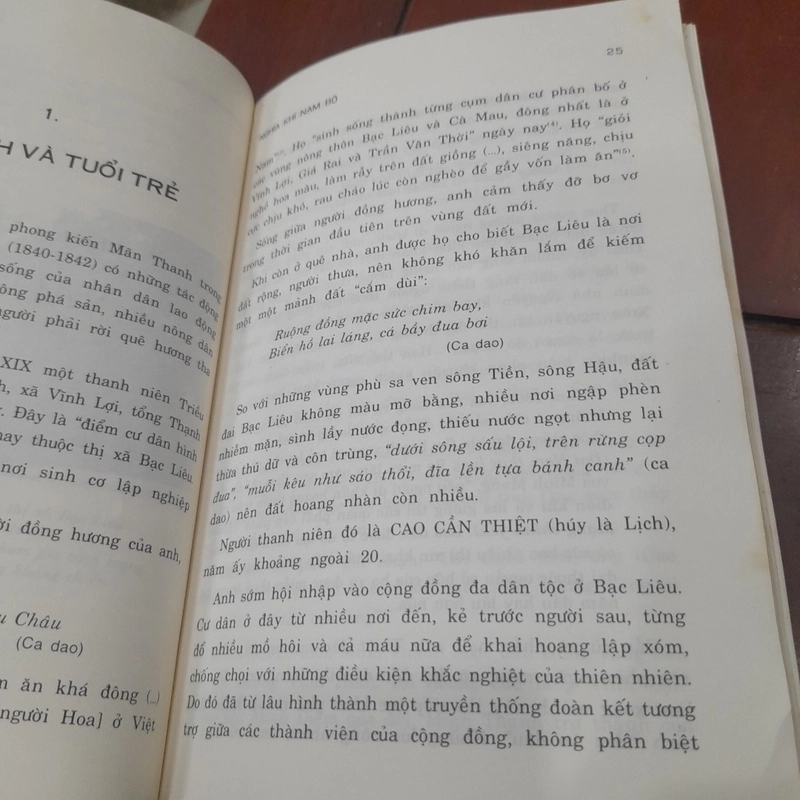 1.
H VÀ TUỔI TRẺ
phong kiến Mãn Thanh trong
(1840-1842) có những tác động
sống của nhân dân lao động
ông phá sản, nhiều nông dân
người phải rời quê hương tha
XIX một thanh niên Triều
h, xã Vĩnh Lợi, tổng Thạnh
g. Đây là “điểm cư dân hình
nay thuộc thị xã Bạc Liêu.
nơi sinh cơ lập nghiệp
ời đồng hương của anh,
u Châu
(Ca dao)
m ăn khá đông (...)
người Hoa] ở Việt
NGHĨA KHÍ NAM BỘ
25
Nam”. Họ “sinh sống thành từng cụm dân cư phân bố ở
các vùng nông thôn Bạc Liêu và Cà Mau, đông nhất là ở
Vĩnh Lợi, Giá Rai và Trần Văn Thời” ngày nay(4). Họ “giỏi
nghề hoa màu, làm rẫy trên đất giồng (...), siêng năng, chịu
cực chịu khó, rau cháo lúc còn nghèo để gầy vốn làm ăn”(5).
Sống giữa người đồng hương, anh cảm thấy đỡ bơ vơ
trong thời gian đầu tiên trên vùng đất mới.
Khi còn ở quê nhà, anh được họ cho biết Bạc Liêu là nơi
đất rộng, người thưa, nên không khó khăn lắm để kiếm
một một mảnh đất “cắm dùi”:
Ruộng đồng mặc sức chim bay,
Biển hồ lai láng, cá bầy đua bơi
(Ca dao)
So với những vùng phù sa ven sông Tiền, sông Hậu, đất
đai Bạc Liêu không màu mỡ bằng, nhiều nơi ngập phèn
nhiễm mặn, sình lầy nước đọng, thiếu nước ngọt nhưng lại
thừa thú dữ và côn trùng, “dưới sông sấu lội, trên rừng cọp
đua”, “muỗi kêu như sáo thổi, đĩa lền tựa bánh canh” (ca
dao) nên đất hoang nhàn còn nhiều.
Người thanh niên đó là CAO CẦN THIỆT (húy là Lịch),
năm ấy khoảng ngoài 20.
Anh sớm hội nhập vào cộng đồng đa dân tộc ở Bạc Liêu.
Cư dân ở đây từ nhiều nơi đến, kẻ trước người sau, từng
đổ nhiều mồ hôi và cả máu nữa để khai hoang lập xóm,
chống chọi với những điều kiện khắc nghiệt của thiên nhiên.
Do đó đã từ lâu hình thành một truyền thống đoàn kết tương
trợ giữa các thành viên của cộng đồng, không phân biệt